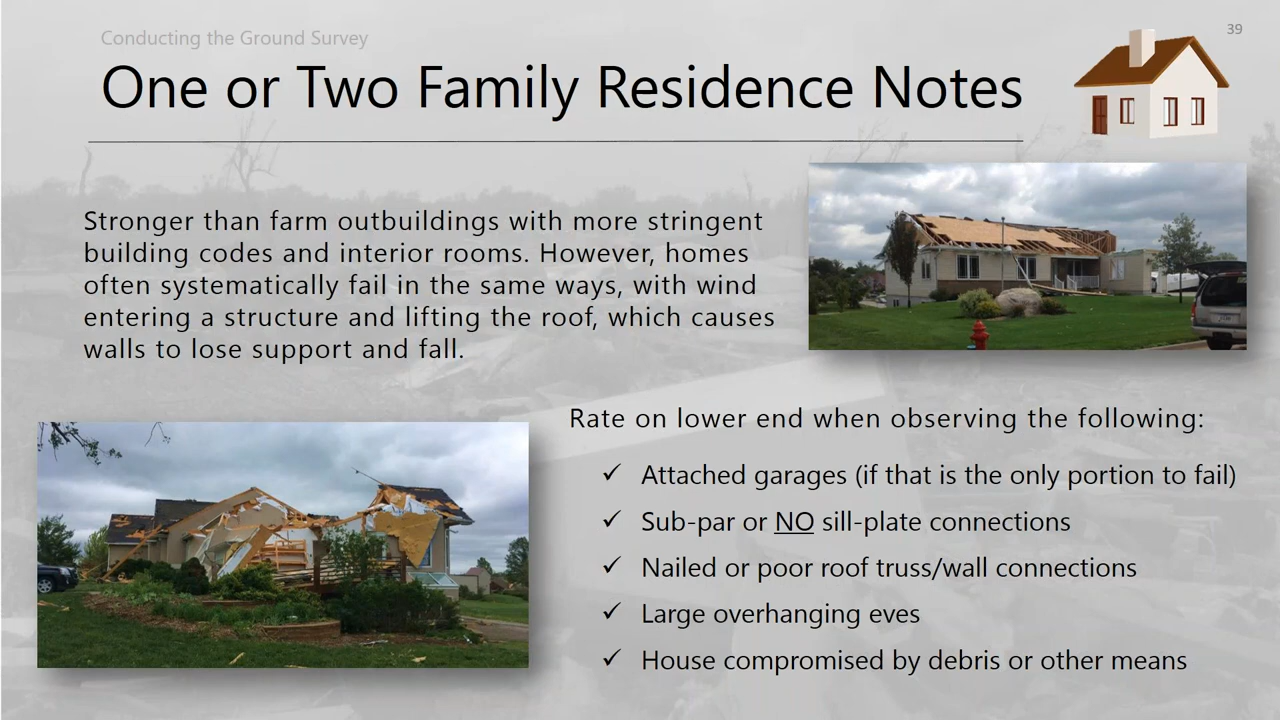 Conducting the Ground Survey
39
One or Two Family Residence Notes
Stronger than farm outbuildings with more stringent
building codes and interior rooms. However, homes
often systematically fail in the same ways, with wind
entering a structure and lifting the roof, which causes
walls to lose support and fall.
Rate on lower end when observing the following:
✓ Attached garages (if that is the only portion to fail)
✓ Sub-par or NO sill-plate connections
✓ Nailed or poor roof truss/wall connections
✓ Large overhanging eves
✓ House compromised by debris or other means